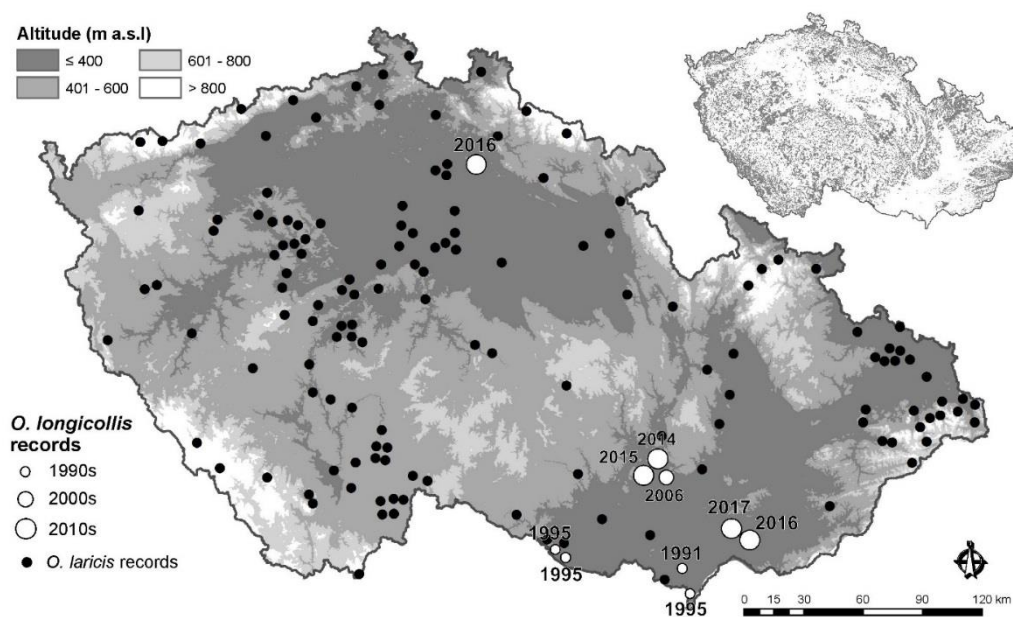 Altitude (m a.s.l)
≤ 400
601 - 800
401 - 600
> 800
2016
O. longicollis
records
1990s
2000s
2010s
O. laricis records
2014
2015
2006
2017
2016
1995
1995
1991
1995
0 15 30 60 90 120 km